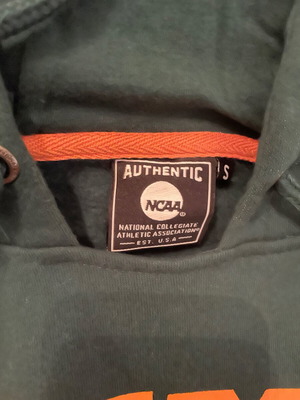 AUTHENTIC
NCAA®
NATIONAL COLLEGIATE
ATHLETIC ASSOCIATION
EST. U.S.A
S